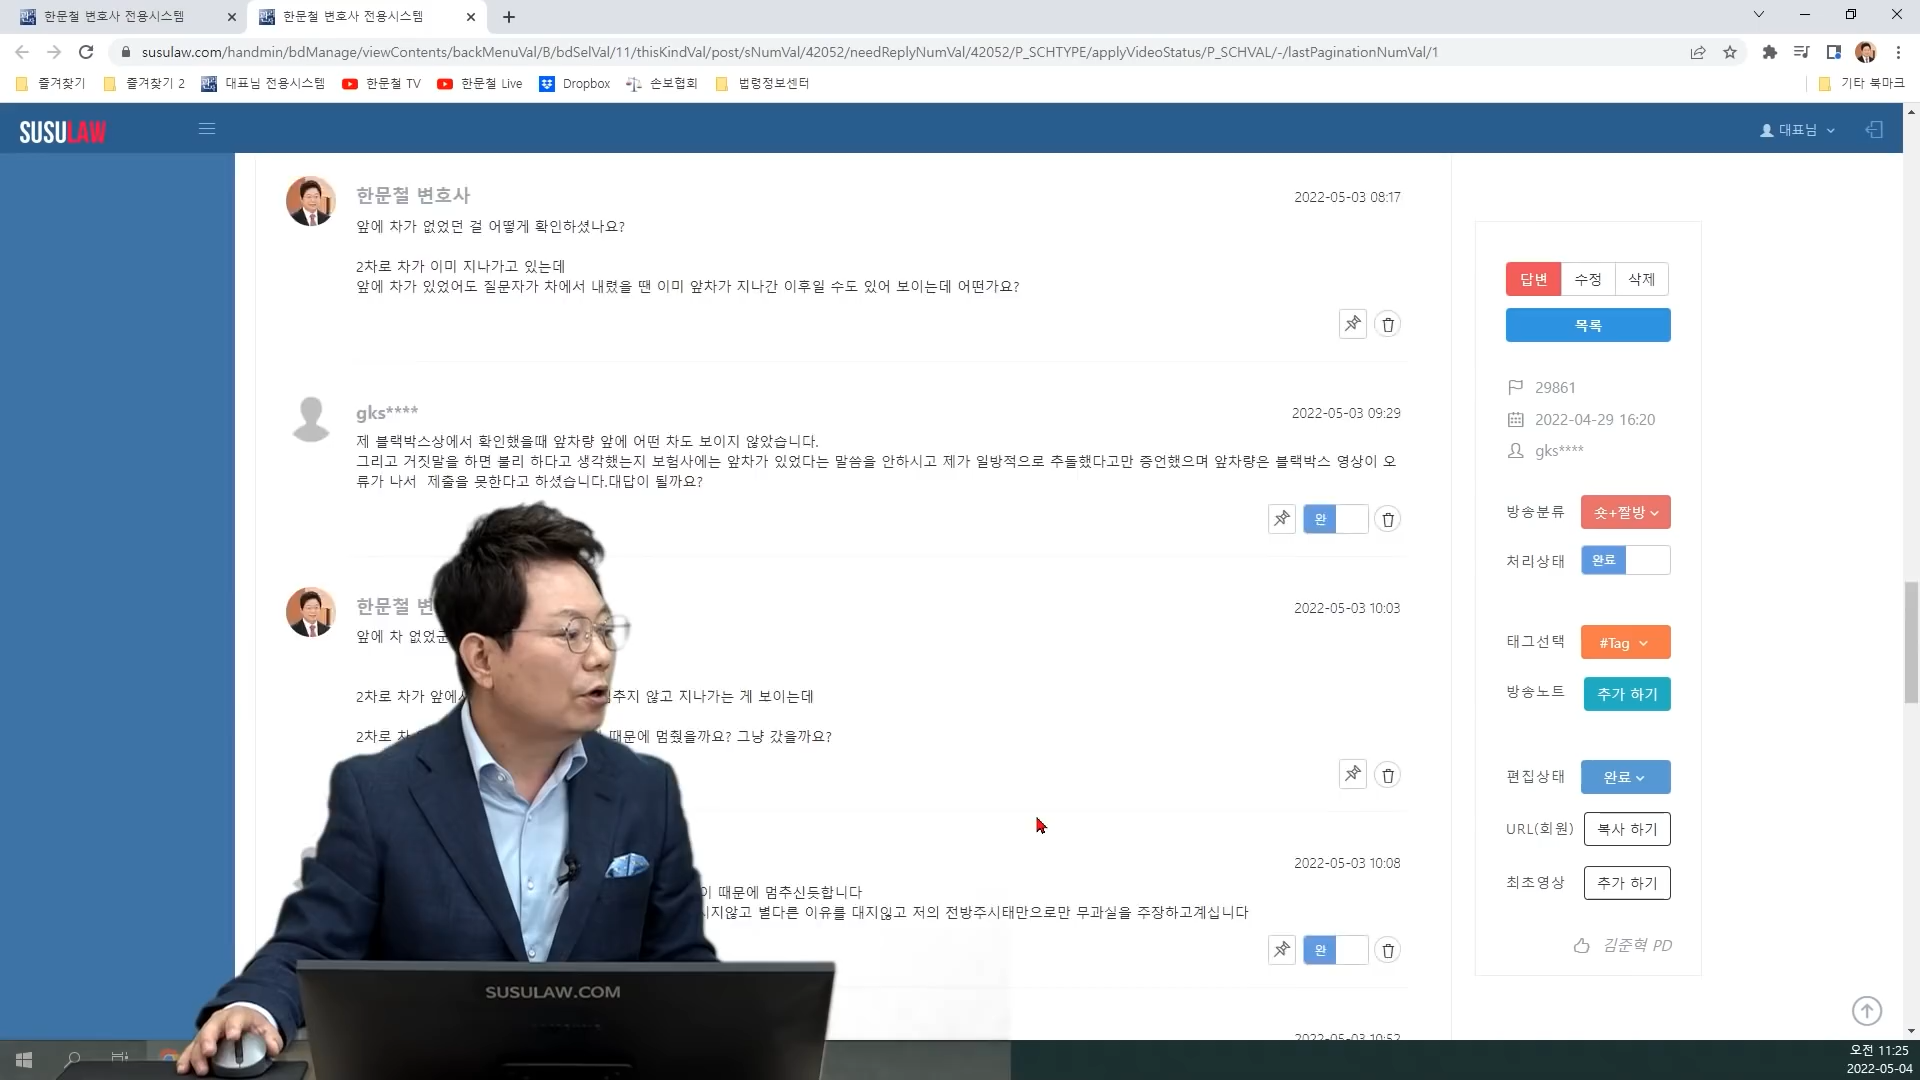 한문철 변호사 전용시스템
한문철 변호사 전용시스템
susulaw.com/handmin/bdManage/viewContents/backMenuVal/B/bdSelVal/11/thisKindVal/post/sNumVal/42052/needReplyNumVal/42052/P_SCHTYPE/applyVideoStatus/P_SCHVAL/-/lastPaginationNumVal/1
즐겨찾기
즐겨찾기 2
대표님 전용시스템
한문철 TV
한문철 Live
Dropbox
손보협회
법령정보센터
기타 북마크
SUSULAW
대표님
한문철 변호사
2022-05-03 08:17
앞에 차가 없었던 걸 어떻게 확인하셨나요?
2차로 차가 이미 지나가고 있는데
앞에 차가 있었어도 질문자가 차에서 내렸을 땐 이미 앞차가 지나간 이후일 수도 있어 보이는데 어떤가요?
gks****
2022-05-03 09:29
제 블랙박스상에서 확인했을때 앞차량 앞에 어떤 차도 보이지 않았습니다.
그리고 거짓말을 하면 불리 하다고 생각했는지 보험사에는 앞차가 있었다는 말씀을 안하시고 제가 일방적으로 추돌했다고만 증언했으며 앞차량은 블랙박스 영상이 오
류가 나서 제출을 못한다고 하셨습니다.대답이 될까요?
완
한문철 변
2022-05-03 10:03
앞에 차 없었군
2차로 차가 앞에서 추지 않고 지나가는 게 보이는데
2차로 차 때문에 멈췄을까요? 그냥 갔을까요?
2022-05-03 10:08
이 때문에 멈추신듯합니다
시지않고 별다른 이유를 대지잆고 저의 전방주시태만으로만 무과실을 주장하고계십니다
완
2022-05-03 10:52
답변
수정
삭제
목록
29861
2022-04-29 16:20
gks****
방송분류
숏+짤방
처리상태
완료
태그선택
#Tag
방송노트
추가 하기
편집상태
완료
URL(회원)
복사 하기
최초영상
추가 하기
김준혁 PD
SUSULAW.COM
오전 11:25
2022-05-04